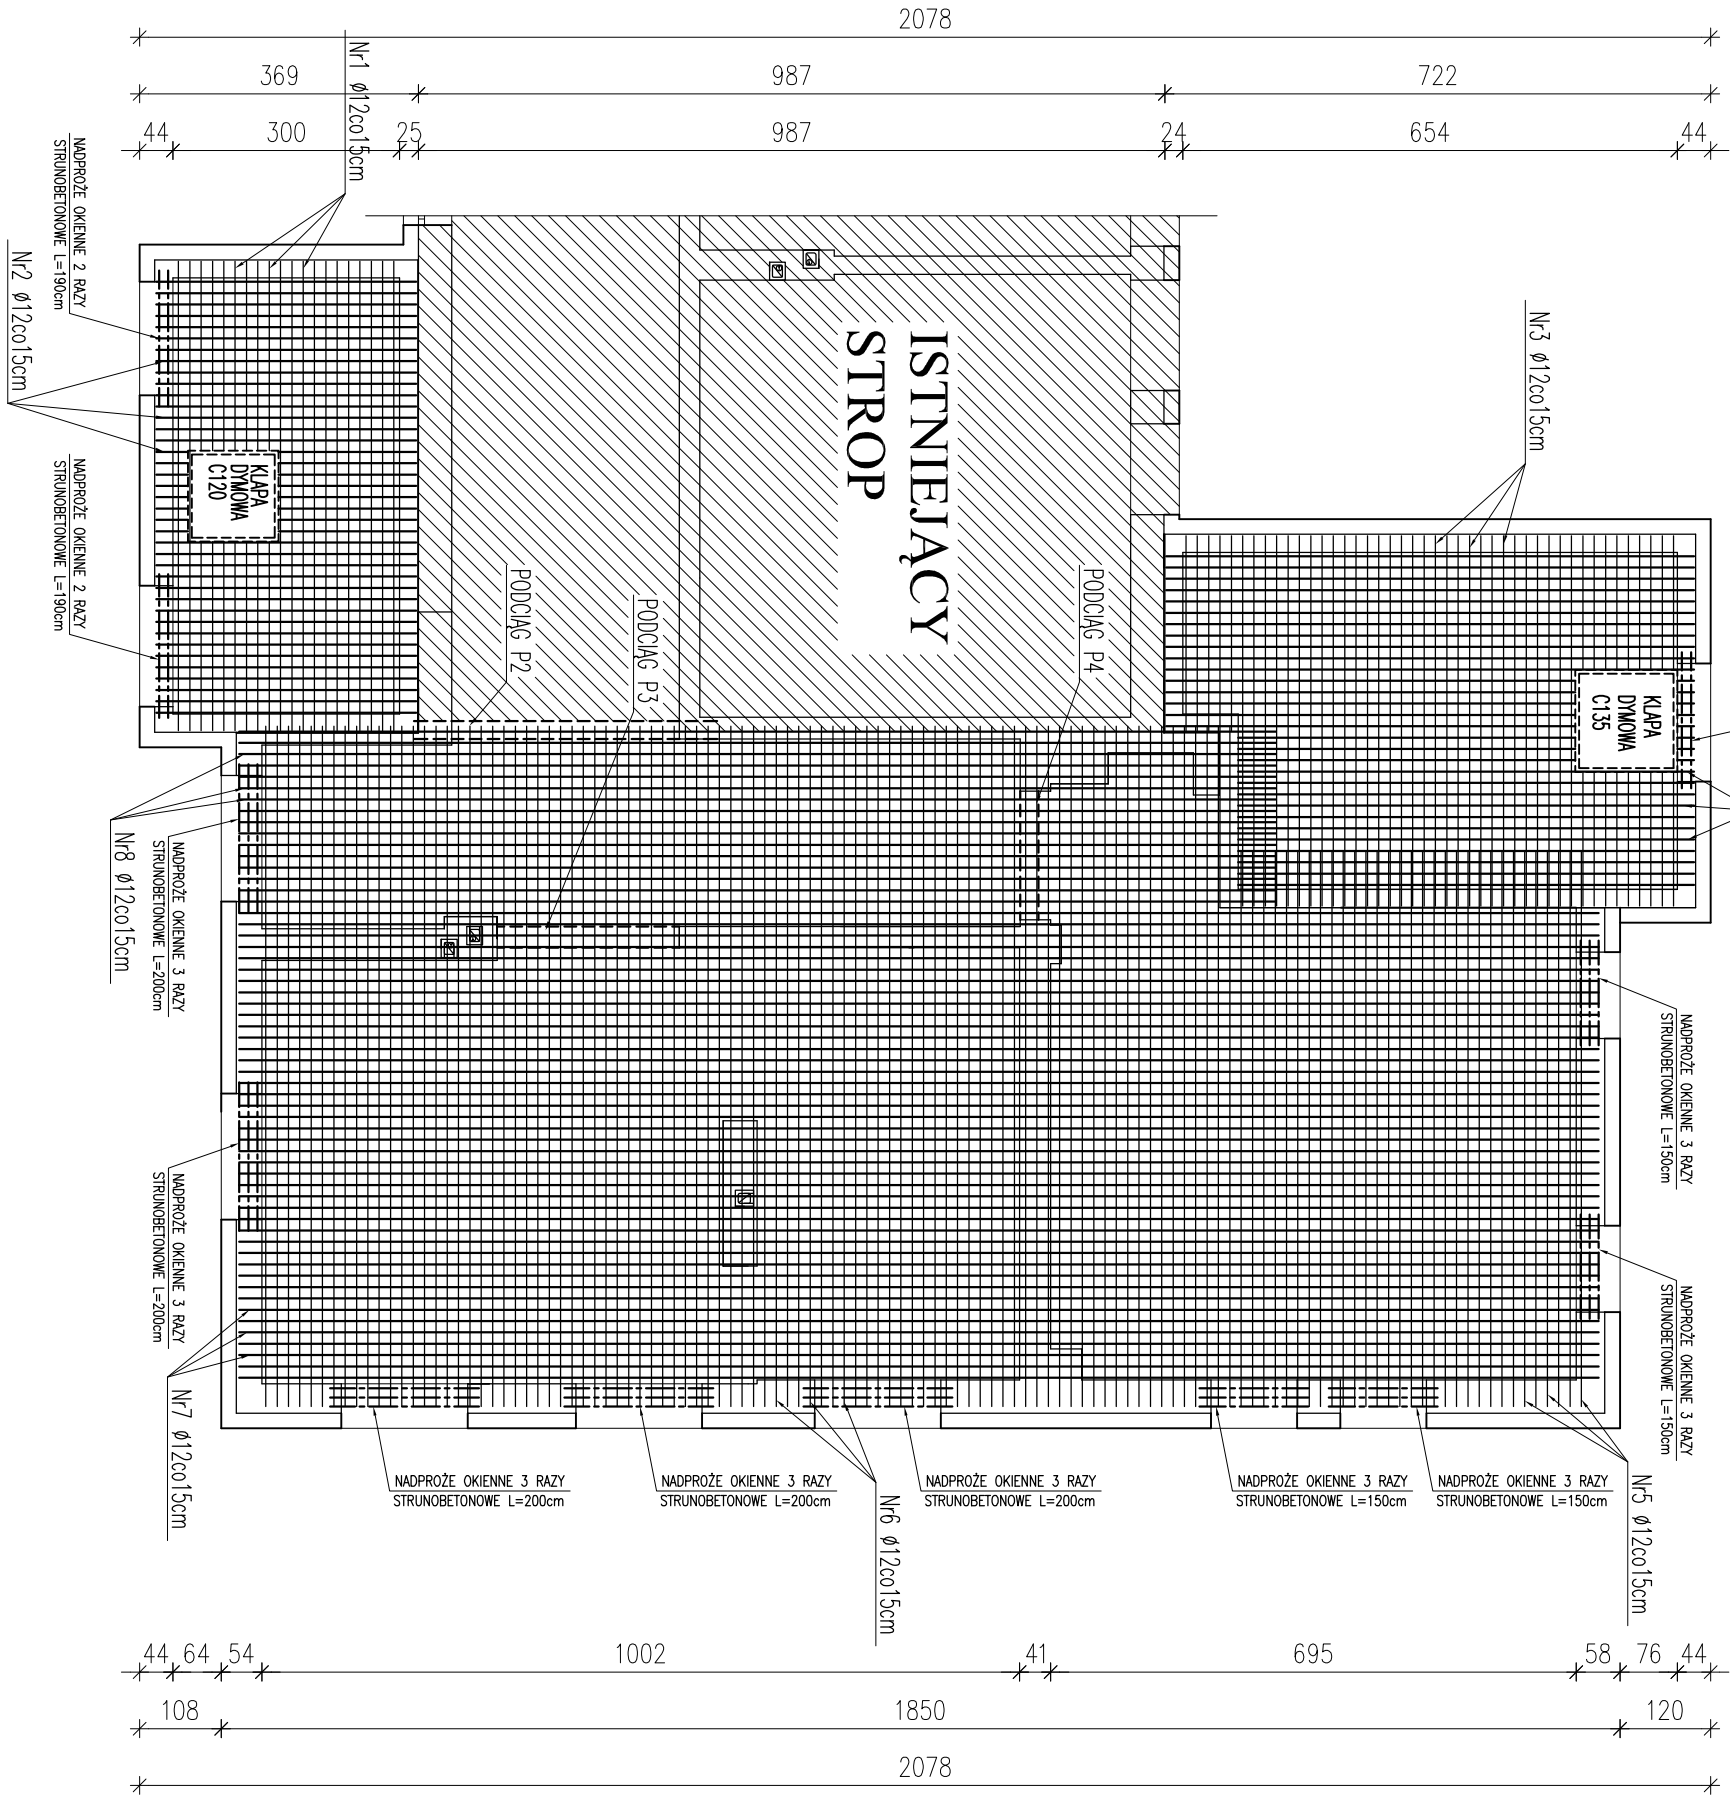 2078
369
987
722
44
300
25
987
24
654
44
Nr1 ø12co15cm
NADPROŻE OKIENNE 2 RAZY
STRUNOBETONOWE L=190cm
Nr2 ø12co15cm
NADPROŻE OKIENNE 2 RAZY
STRUNOBETONOWE L=190cm
KLAPA
DYMOWA
C120
ISTNIEJĄCY
STROP
Nr3 ø12co15cm
KLAPA
DYMOWA
C135
PODCIĄG P2
PODCIĄG P3
PODCIĄG P4
Nr8 ø12co15cm
NADPROŻE OKIENNE 3 RAZY
STRUNOBETONOWE L=200cm
NADPROŻE OKIENNE 3 RAZY
STRUNOBETONOWE L=150cm
NADPROŻE OKIENNE 3 RAZY
STRUNOBETONOWE L=200cm
NADPROŻE OKIENNE 3 RAZY
STRUNOBETONOWE L=150cm
Nr7 ø12co15cm
NADPROŻE OKIENNE 3 RAZY
STRUNOBETONOWE L=200cm
NADPROŻE OKIENNE 3 RAZY
STRUNOBETONOWE L=200cm
NADPROŻE OKIENNE 3 RAZY
STRUNOBETONOWE L=200cm
NADPROŻE OKIENNE 3 RAZY
STRUNOBETONOWE L=150cm
NADPROŻE OKIENNE 3 RAZY
STRUNOBETONOWE L=150cm
Nr6 ø12co15cm
Nr5 ø12co15cm
44
64
54
1002
41
695
58
76
44
108
1850
120
2078